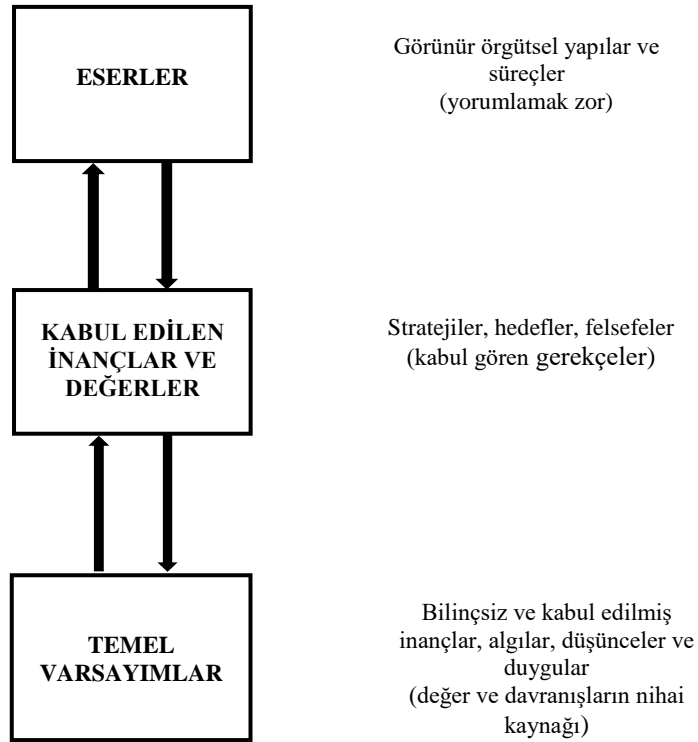 ESERLER
Görünür örgütsel yapılar ve
süreçler
(yorumlamak zor)
KABUL EDİLEN
İNANÇLAR VE
DEĞERLER
Stratejiler, hedefler, felsefeler
(kabul gören gerekçeler)
TEMEL
VARSAYIMLAR
Bilinçsiz ve kabul edilmiş
inançlar, algılar, düşünceler ve
duygular
(değer ve davranışların nihai
kaynağı)